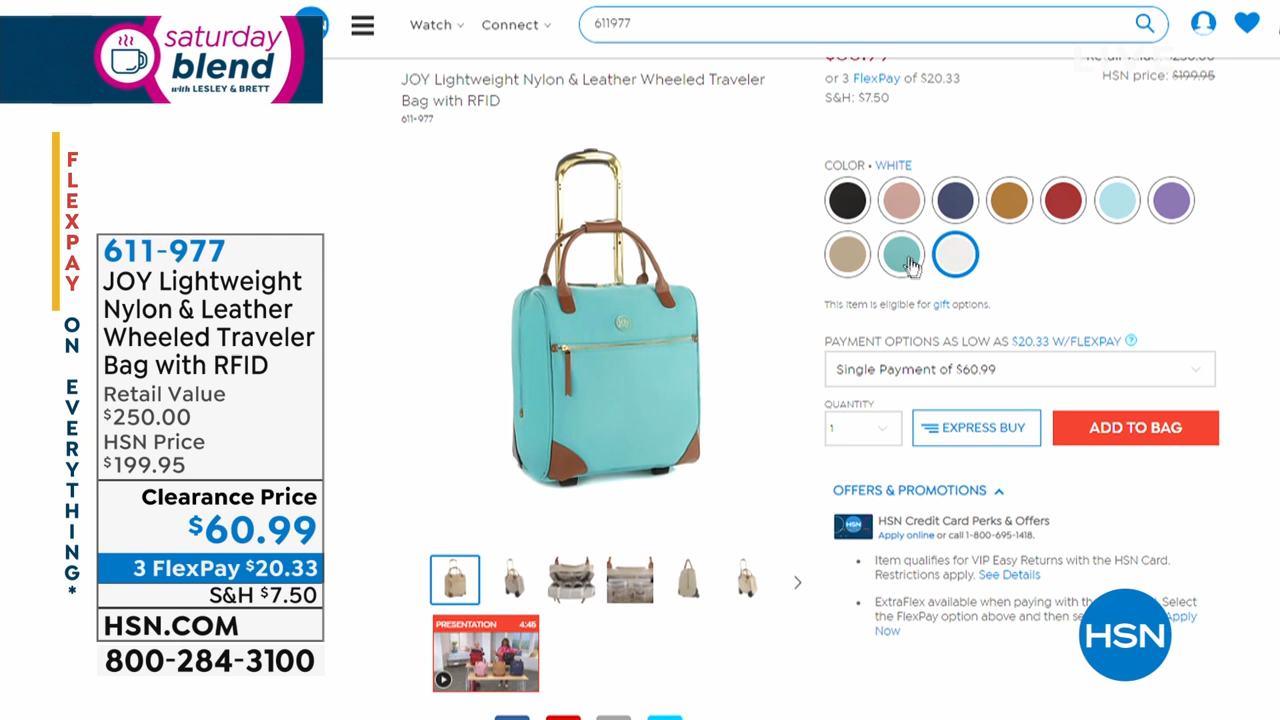 saturday
blend
with LESLEY & BRETT
FLEXPAY ON EVERYTHING*
611-977
JOY Lightweight
Nylon & Leather
Wheeled Traveler
Bag with RFID
Retail Value
$250.00
HSN Price
$199.95
Clearance Price
$60.99
3 FlexPay $20.33
S&H $7.50
HSN.COM
800-284-3100
Watch
Connect
611977
LIVE
JOY Lightweight Nylon & Leather Wheeled Traveler
Bag with RFID
611-977
or 3 FlexPay of $20.33
S&H: $7.50
HSN price: $199.95
COLOR • WHITE
This item is eligible for gift options.
PAYMENT OPTIONS AS LOW AS $20.33 W/FLEXPAY ?
Single Payment of $60.99
QUANTITY
1
EXPRESS BUY
ADD TO BAG
OFFERS & PROMOTIONS
HSN
HSN Credit Card Perks & Offers
Apply online or call 1-800-695-1418.
• Item qualifies for VIP Easy Returns with the HSN Card.
Restrictions apply. See Details
• ExtraFlex available when paying with Select
the FlexPay option above and then Apply
Now
HSN
PRESENTATION 4:45